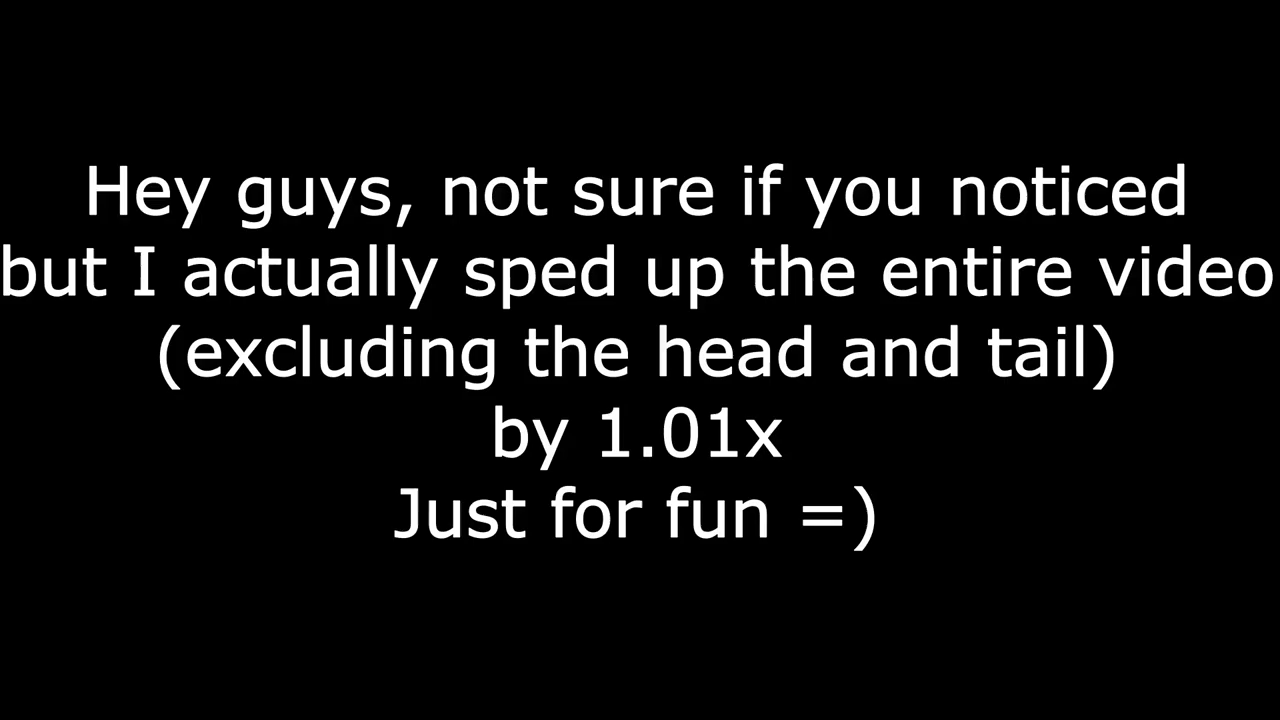 Hey guys, not sure if you noticed
but I actually sped up the entire video
(excluding the head and tail)
by 1.01x
Just for fun =)